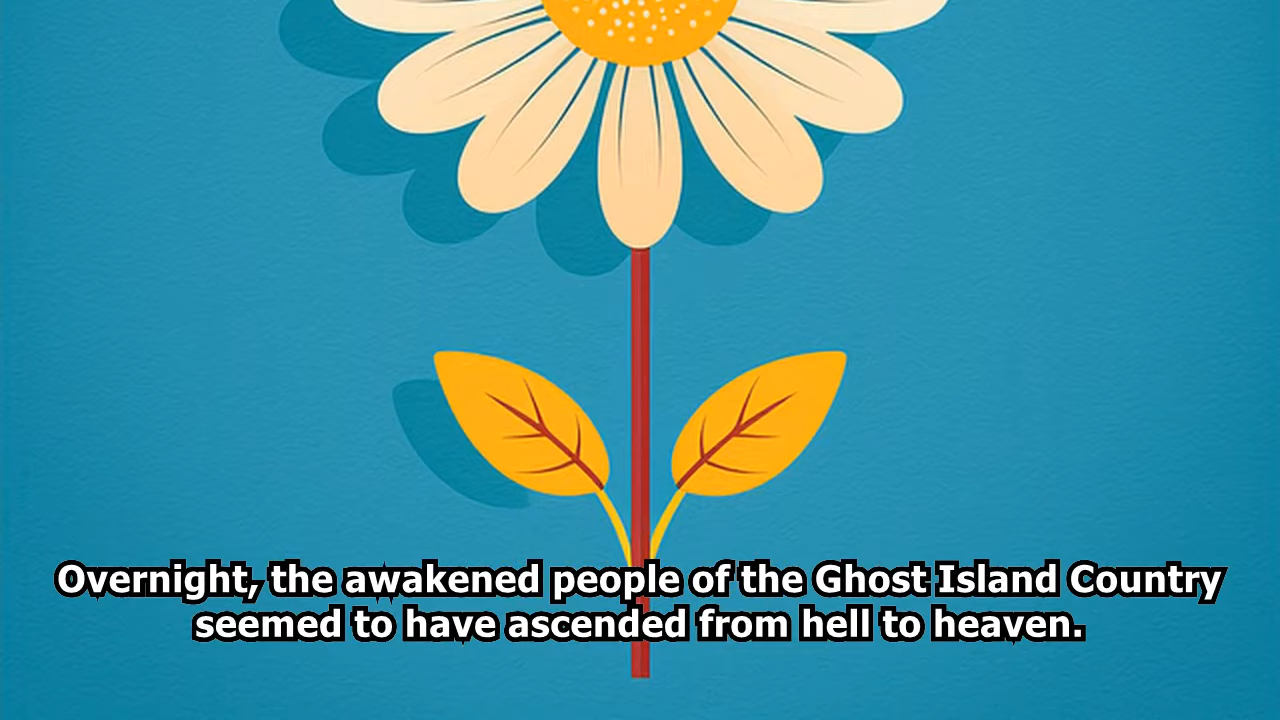 Overnight, the awakened people of the Ghost Island Country
seemed to have ascended from hell to heaven.